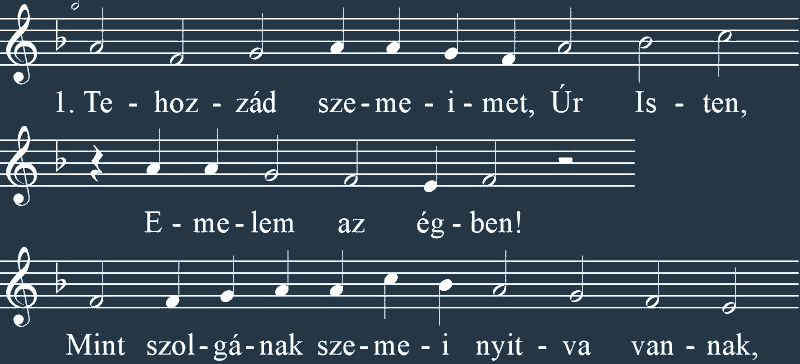 1. Te - hoz - zád sze - me - i - met, Úr Is - ten,
E - me - lem az ég - ben!
Mint szol - gá - nak sze - me - i nyit - va van - nak,